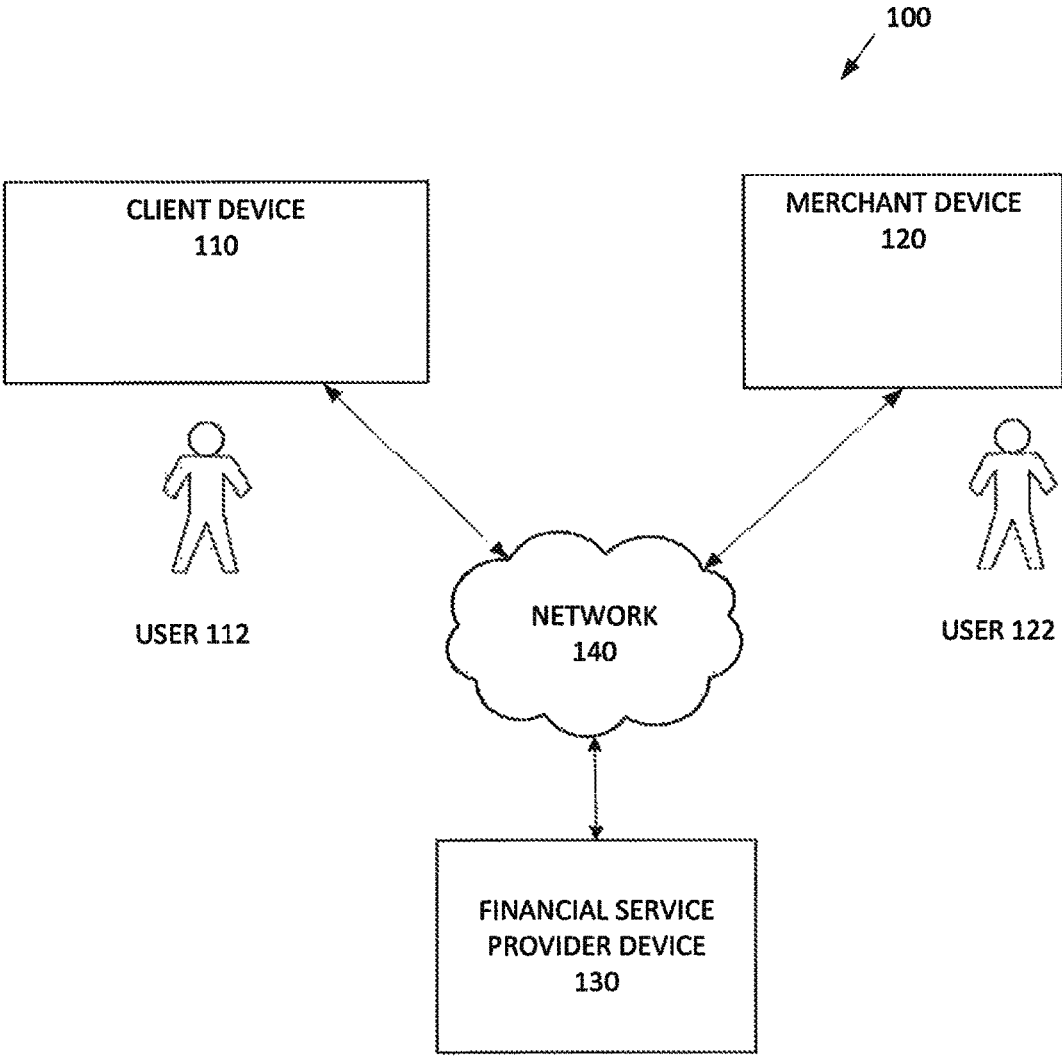 100
CLIENT DEVICE
110
MERCHANT DEVICE
120
USER 112
USER 122
NETWORK
140
FINANCIAL SERVICE
PROVIDER DEVICE
130